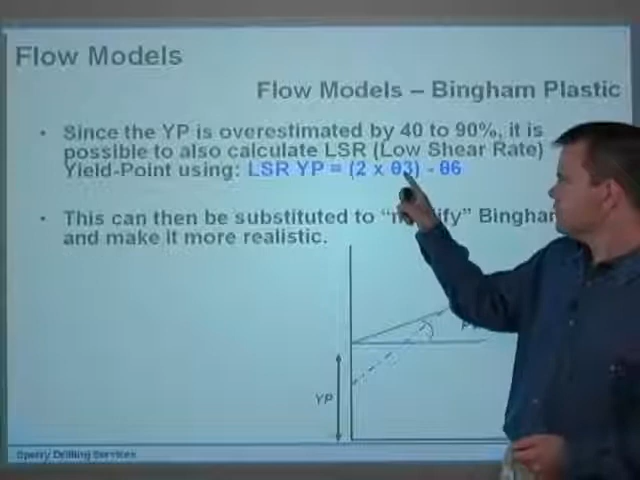 Flow Models
Flow Models – Bingham Plastic
• Since the YP is overestimated by 40 to 90%, it is
possible to also calculate LSR (Low Shear Rate)
Yield-Point using: LSR YP = (2 x θ3) - θ6
• This can then be substituted to
and make it more realistic.
YP
Sperry Drilling Services